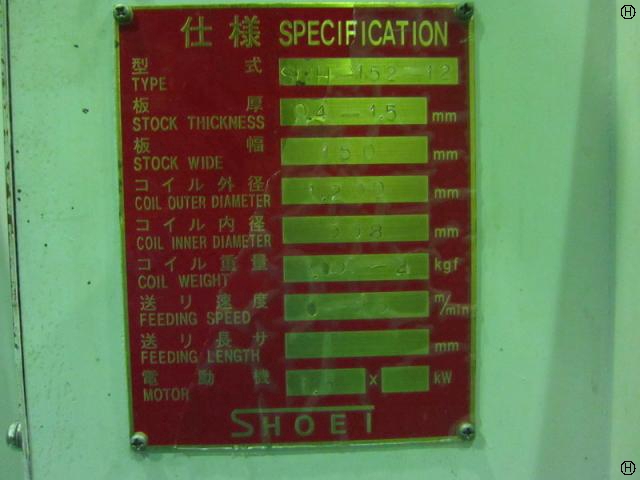 仕様 SPECIFICATION
型式
TYPE
板厚 0.4-1.5
STOCK THICKNESS mm
板幅 150
STOCK WIDE mm
コイル外径
COIL OUTER DIAMETER mm
コイル内径
COIL INNER DIAMETER mm
コイル重量 kgf
COIL WEIGHT
送リ速度 m/min
FEEDING SPEED
送リ長サ
FEEDING LENGTH mm
電動機 x kW
MOTOR
SHOEI